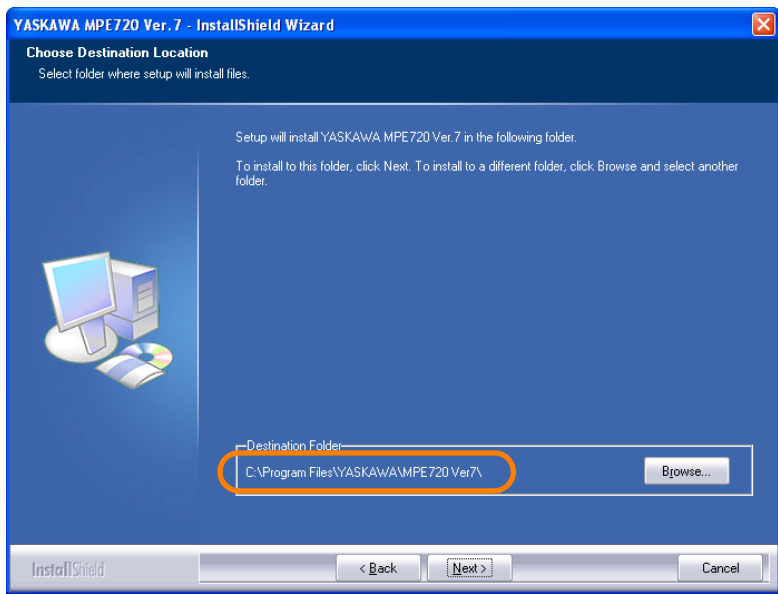 YASKAWA MPE720 Ver.7 - InstallShield Wizard
Choose Destination Location
Select folder where setup will install files.
Setup will install YASKAWA MPE720 Ver.7 in the following folder.
To install to this folder, click Next. To install to a different folder, click Browse and select another
folder.
Destination Folder
C:\Program Files\YASKAWA\MPE720 Ver7\
Browse...
InstallShield
< Back
Next >
Cancel